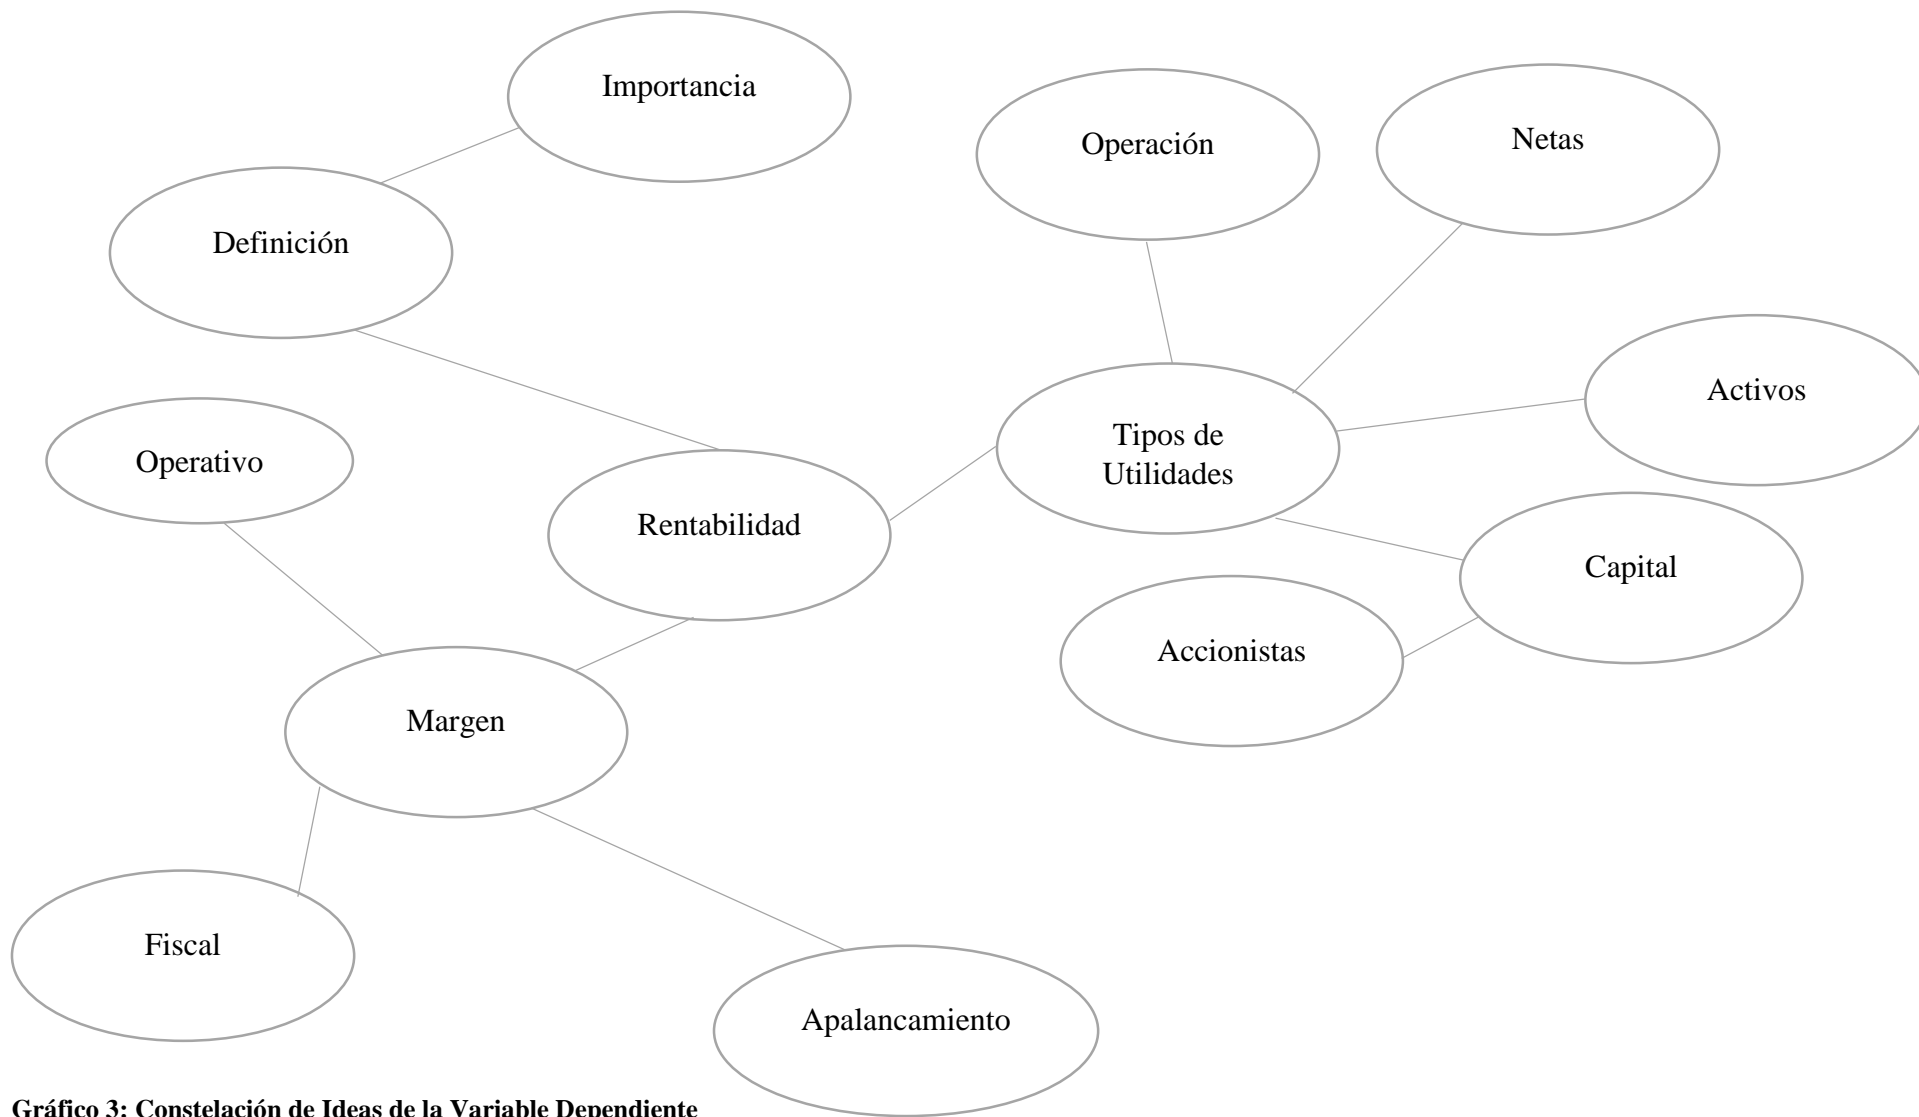 Importancia
Operación
Netas
Definición
Activos
Tipos de
Utilidades
Operativo
Rentabilidad
Capital
Accionistas
Margen
Fiscal
Apalancamiento
Gráfico 3: Constelación de Ideas de la Variable Dependiente